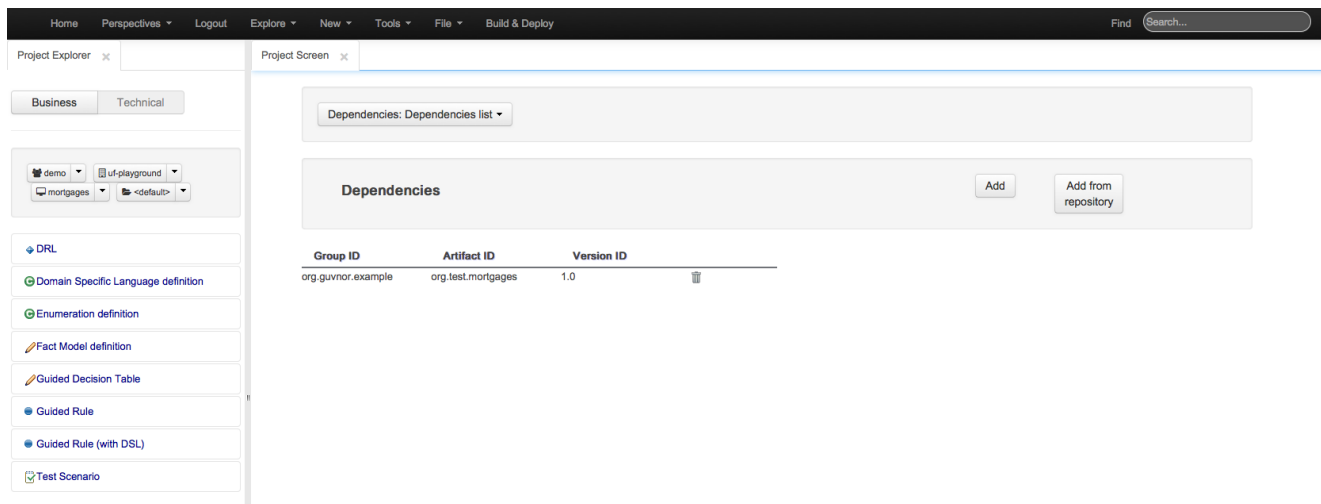 Home Perspectives Logout Explore New Tools File Build & Deploy Find Search...
Project Explorer
Project Screen
Business Technical
Dependencies: Dependencies list
demo uf-playground
mortgages <default>
Dependencies
Add
Add from
repository
DRL
Domain Specific Language definition
Enumeration definition
Fact Model definition
Guided Decision Table
Guided Rule
Guided Rule (with DSL)
Test Scenario
Group ID Artifact ID Version ID
org.guvnor.example org.test.mortgages 1.0